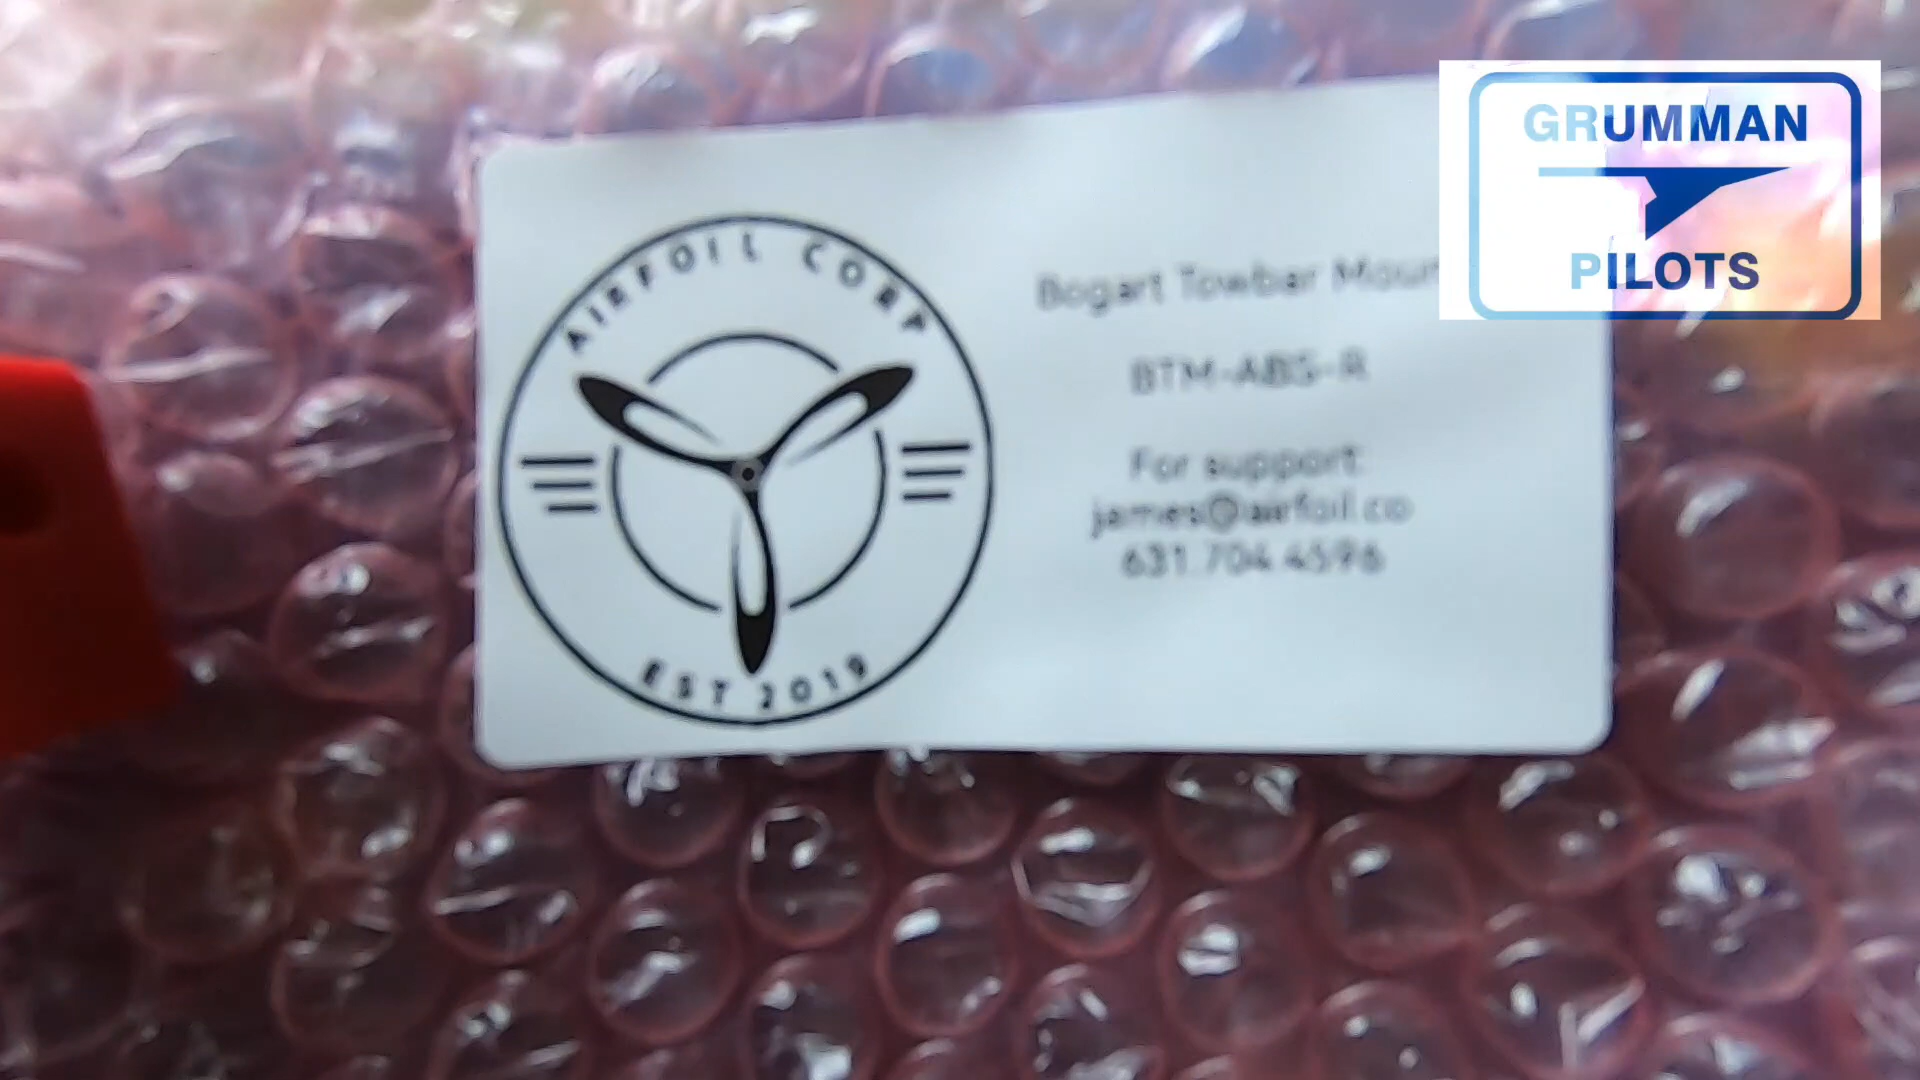 AIRFOIL CORP
EST 2019
Bogart Towbar Moun
BTM-ABS-R
For support:
james@airfoil.co
631.704.4596
GRUMMAN
PILOTS